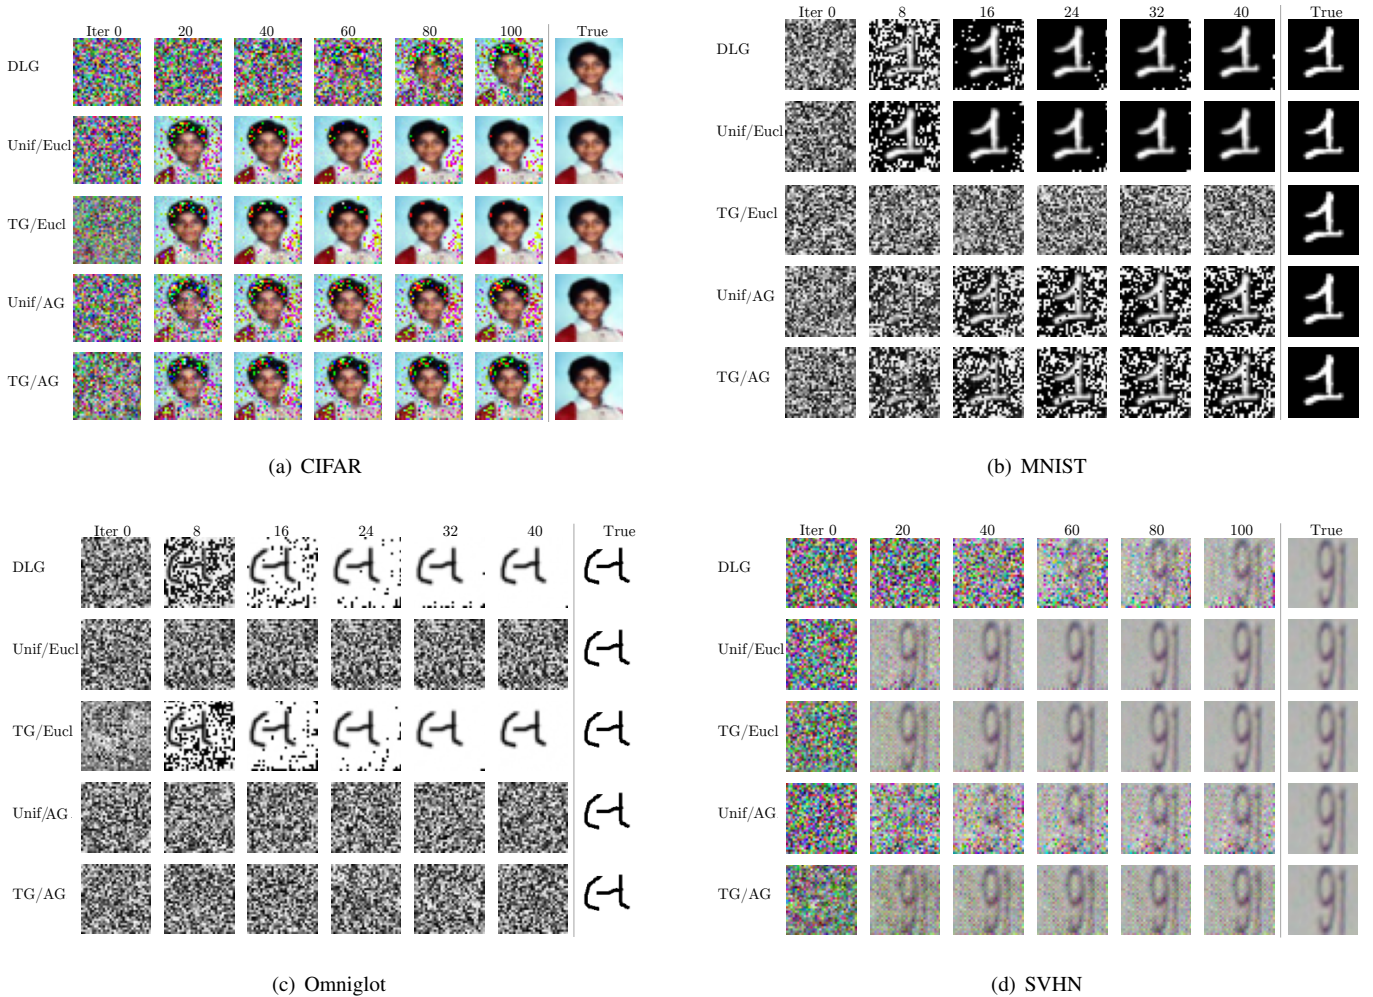 Iter 0 20 40 60 80 100 True
DLG
Unif/Eucl
TG/Eucl
Unif/AG
TG/AG
(a) CIFAR
Iter 0 8 16 24 32 40 True
DLG
Unif/Eucl
TG/Eucl
Unif/AG
TG/AG
(b) MNIST
Iter 0 8 16 24 32 40 True
DLG
Unif/Eucl
TG/Eucl
Unif/AG
TG/AG
(c) Omniglot
Iter 0 20 40 60 80 100 True
DLG
Unif/Eucl
TG/Eucl
Unif/AG
TG/AG
(d) SVHN